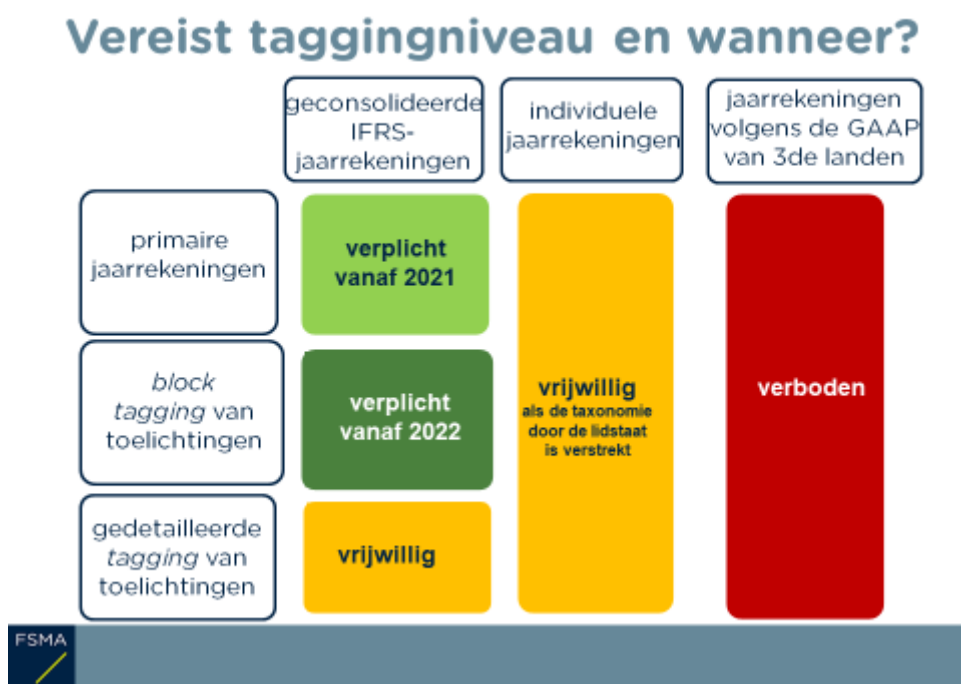 Vereist taggingniveau en wanneer?
geconsolideerde
IFRS-
jaarrekeningen
individuele
jaarrekeningen
jaarrekeningen
volgens de GAAP
van 3de landen
primaire
jaarrekeningen
verplicht
vanaf 2021
block
tagging van
toelichtingen
verplicht
vanaf 2022
gedetailleerde
tagging van
toelichtingen
vrijwillig
vrijwillig
als de taxonomie
door de lidstaat
is verstrekt
verboden
FSMA